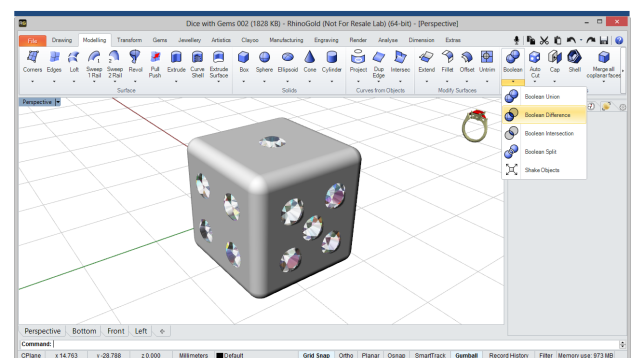 RG
Dice with Gems 002 (1828 KB) - RhinoGold (Not For Resale Lab) (64-bit) - [Perspective]
File Drawing Modelling Transform Gems Jewellery Artistics Clayoo Manufacturing Engraving Render Analyse Dimension Extras
Corners Edges Loft Sweep 1 Rail Sweep 2 Rail Revol Pull Push Extrude Curve Shell Extrude Surface Box Sphere Ellipsoid Cone Cylinder Project Dup Edge Intersec Extend Fillet Offset Untrim Boolean Auto Cut Cap Shell Merge all coplanar faces
Surface Solids Curves from Objects Modify Surfaces
Perspective
Boolean Union
Boolean Difference
Boolean Intersection
Boolean Split
Shake Objects
Perspective Bottom Front Left
Command:
CPlane x 14.763 y -28.788 z 0.000 Millimeters Default Grid Snap Ortho Planar Osnap SmartTrack Gumball Record History Filter Memory use: 973 MB